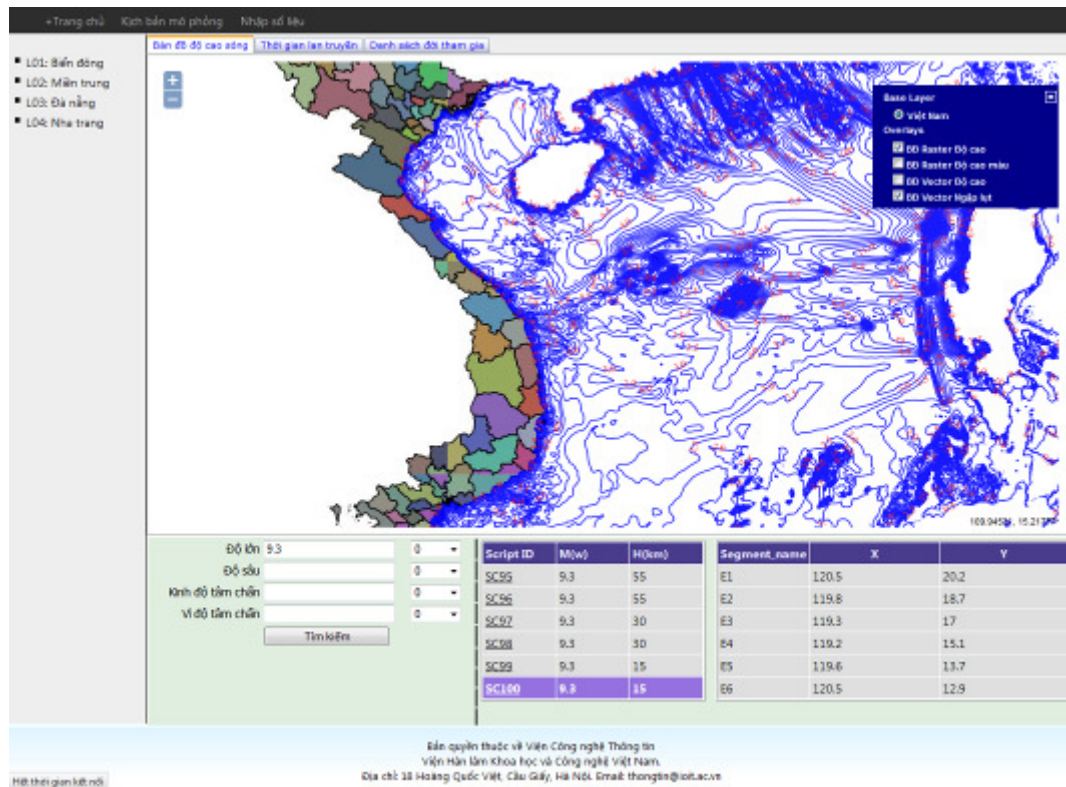 +Trang chủ Kịch bản mô phỏng Nhập số liệu
L01: Biển đông
L02: Miền trung
L03: Đà nẵng
L04: Nha trang
Bản đồ độ cao sóng Thời gian lan truyền Danh sách đới tham gia
+
−
Base Layer
Việt Nam
Overlays
BĐ Raster Độ cao
BĐ Raster Độ cao màu
BĐ Vector Độ cao
BĐ Vector Ngập lụt
Độ lớn 9.3 0
Độ sâu 0
Kinh độ tâm chấn 0
Vĩ độ tâm chấn 0
Tìm kiếm
Script ID M(w) H(km)
SC95 9.3 55
SC96 9.3 55
SC97 9.3 30
SC98 9.3 30
SC99 9.3 15
SC100 9.3 15
Segment_name X Y
E1 120.5 20.2
E2 119.8 18.7
E3 119.3 17
E4 119.2 15.1
E5 119.6 13.7
E6 120.5 12.9
Bản quyền thuộc về Viện Công nghệ Thông tin
Viện Hàn lâm Khoa học và Công nghệ Việt Nam.
Địa chỉ: 18 Hoàng Quốc Việt, Cầu Giấy, Hà Nội. Email: thongtin@ioit.ac.vn
Hết thời gian kết nối